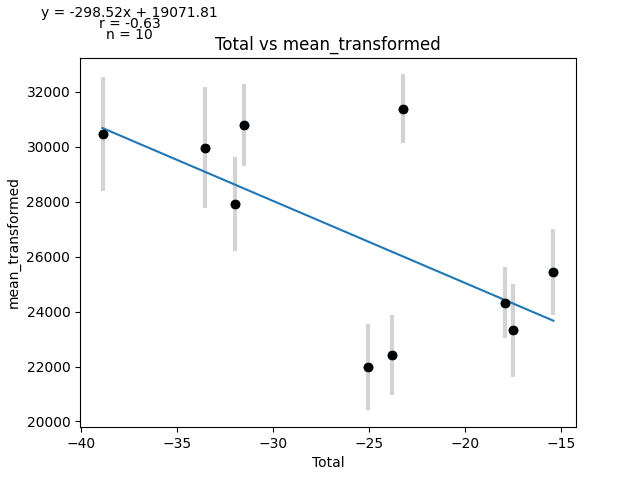 y = -298.52x + 19071.81
r = -0.63
n = 10
Total vs mean_transformed
mean_transformed
32000
30000
28000
26000
24000
22000
20000
−40
−35
−30
−25
−20
−15
Total